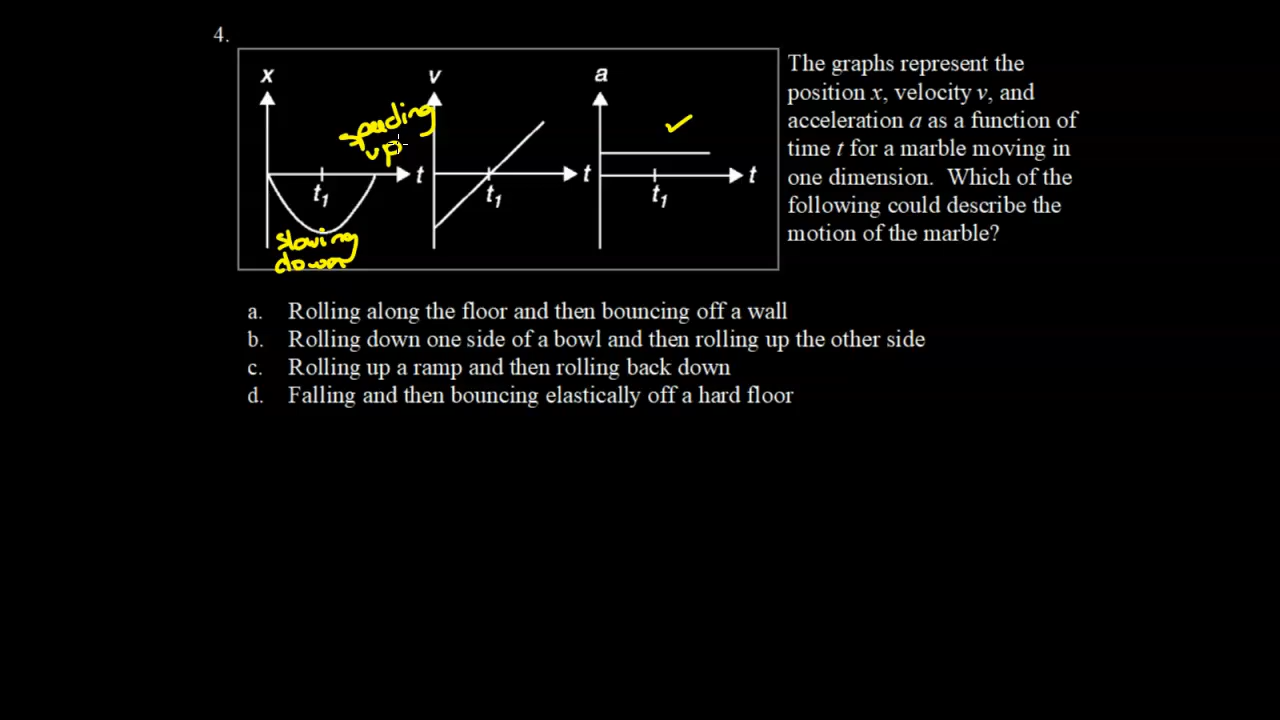 4.
x
v
a
speeding
up
t
t
t
t1
t1
t1
slowing
down
The graphs represent the
position x, velocity v, and
acceleration a as a function of
time t for a marble moving in
one dimension. Which of the
following could describe the
motion of the marble?
a. Rolling along the floor and then bouncing off a wall
b. Rolling down one side of a bowl and then rolling up the other side
c. Rolling up a ramp and then rolling back down
d. Falling and then bouncing elastically off a hard floor